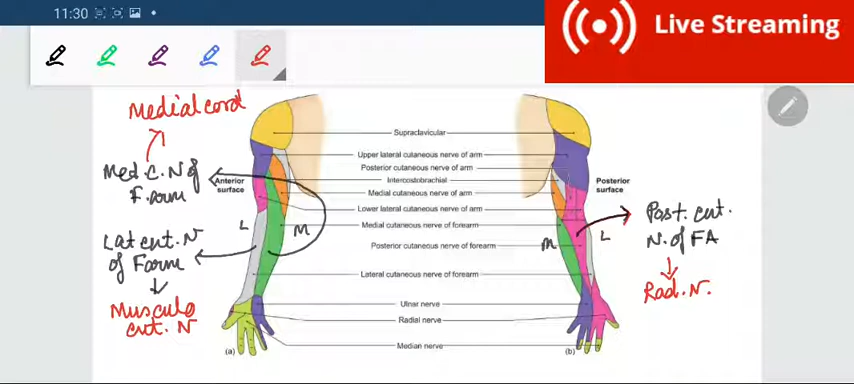 11:30
Live Streaming
Medial cord
Med.C.N of
F.arm
Lat cut. N
of Farm
Musculo
cut. N
Anterior
surface
L
M
Supraclavicular
Upper lateral cutaneous nerve of arm
Posterior cutaneous nerve of arm
Intercostobrachial
Medial cutaneous nerve of arm
Lower lateral cutaneous nerve of arm
Medial cutaneous nerve of forearm
Posterior cutaneous nerve of forearm
Lateral cutaneous nerve of forearm
Ulnar nerve
Radial nerve
Median nerve
(a)
(b)
Posterior
surface
M
L
Post. cut.
N. of FA
Rad. N.